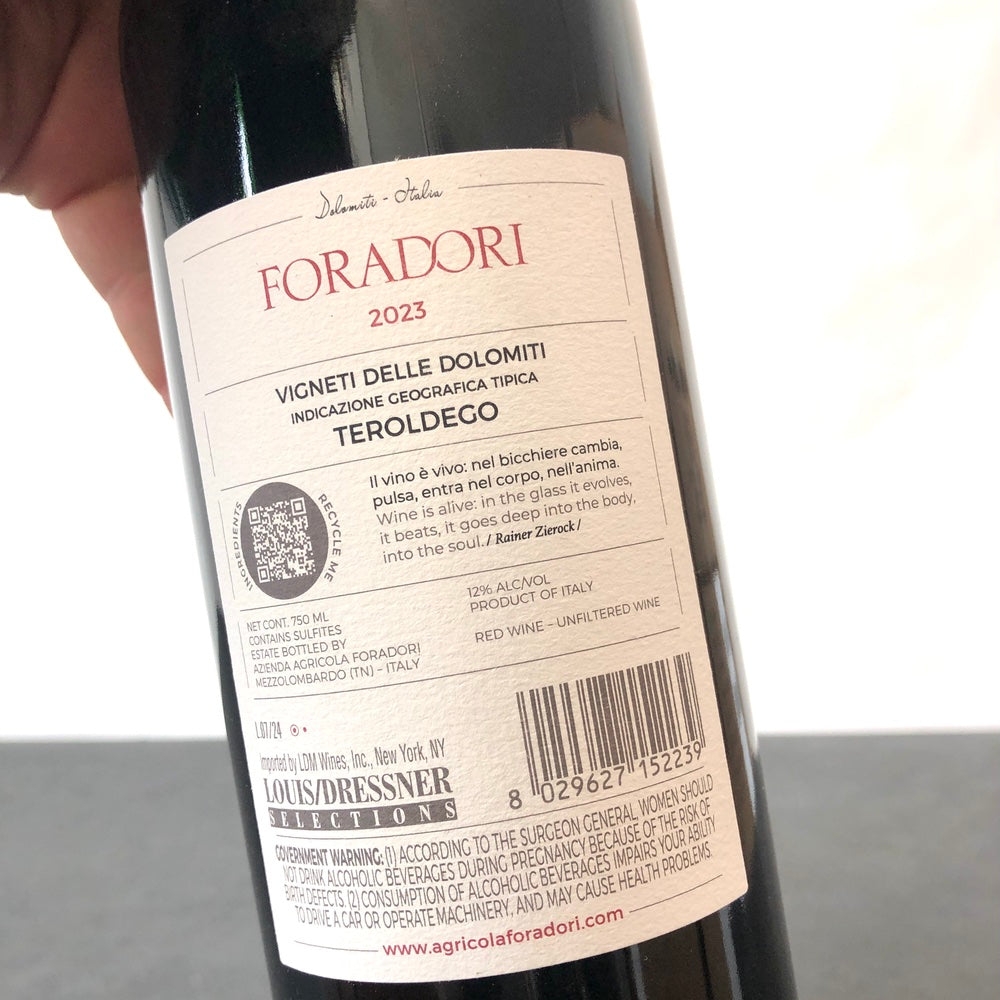 Dolomiti - Italia
FORADORI
2023
VIGNETI DELLE DOLOMITI
INDICAZIONE GEOGRAFICA TIPICA
TEROLDEGO
INGREDIENTS
RECYCLE ME
Il vino è vivo: nel bicchiere cambia,
pulsa, entra nel corpo, nell'anima.
Wine is alive: in the glass it evolves,
it beats, it goes deep into the body,
into the soul. / Rainer Zierock /
NET CONT. 750 ML
CONTAINS SULFITES
ESTATE BOTTLED BY
AZIENDA AGRICOLA FORADORI
MEZZOLOMBARDO (TN) – ITALY
12% ALC/VOL
PRODUCT OF ITALY
RED WINE – UNFILTERED WINE
L.07/24
Imported by LDM Wines, Inc., New York, NY
LOUIS/DRESSNER
SELECTIONS
8 029627 152239
GOVERNMENT WARNING: (1) ACCORDING TO THE SURGEON GENERAL, WOMEN SHOULD
NOT DRINK ALCOHOLIC BEVERAGES DURING PREGNANCY BECAUSE OF THE RISK OF
BIRTH DEFECTS. (2) CONSUMPTION OF ALCOHOLIC BEVERAGES IMPAIRS YOUR ABILITY
TO DRIVE A CAR OR OPERATE MACHINERY, AND MAY CAUSE HEALTH PROBLEMS.
www.agricolaforadori.com